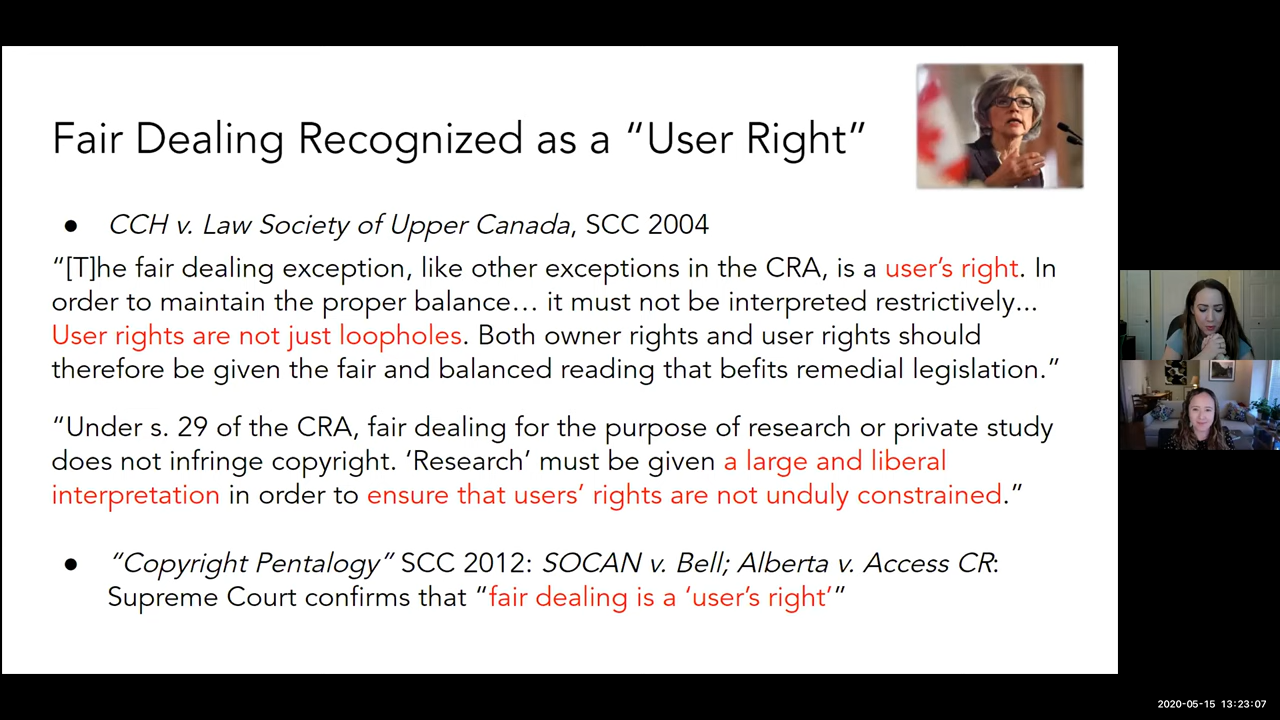 Fair Dealing Recognized as a “User Right”
● CCH v. Law Society of Upper Canada, SCC 2004
“[T]he fair dealing exception, like other exceptions in the CRA, is a user’s right. In
order to maintain the proper balance… it must not be interpreted restrictively...
User rights are not just loopholes. Both owner rights and user rights should
therefore be given the fair and balanced reading that befits remedial legislation.”
“Under s. 29 of the CRA, fair dealing for the purpose of research or private study
does not infringe copyright. ‘Research’ must be given a large and liberal
interpretation in order to ensure that users’ rights are not unduly constrained.”
● “Copyright Pentalogy” SCC 2012: SOCAN v. Bell; Alberta v. Access CR:
Supreme Court confirms that “fair dealing is a ‘user’s right’”
2020-05-15 13:23:07